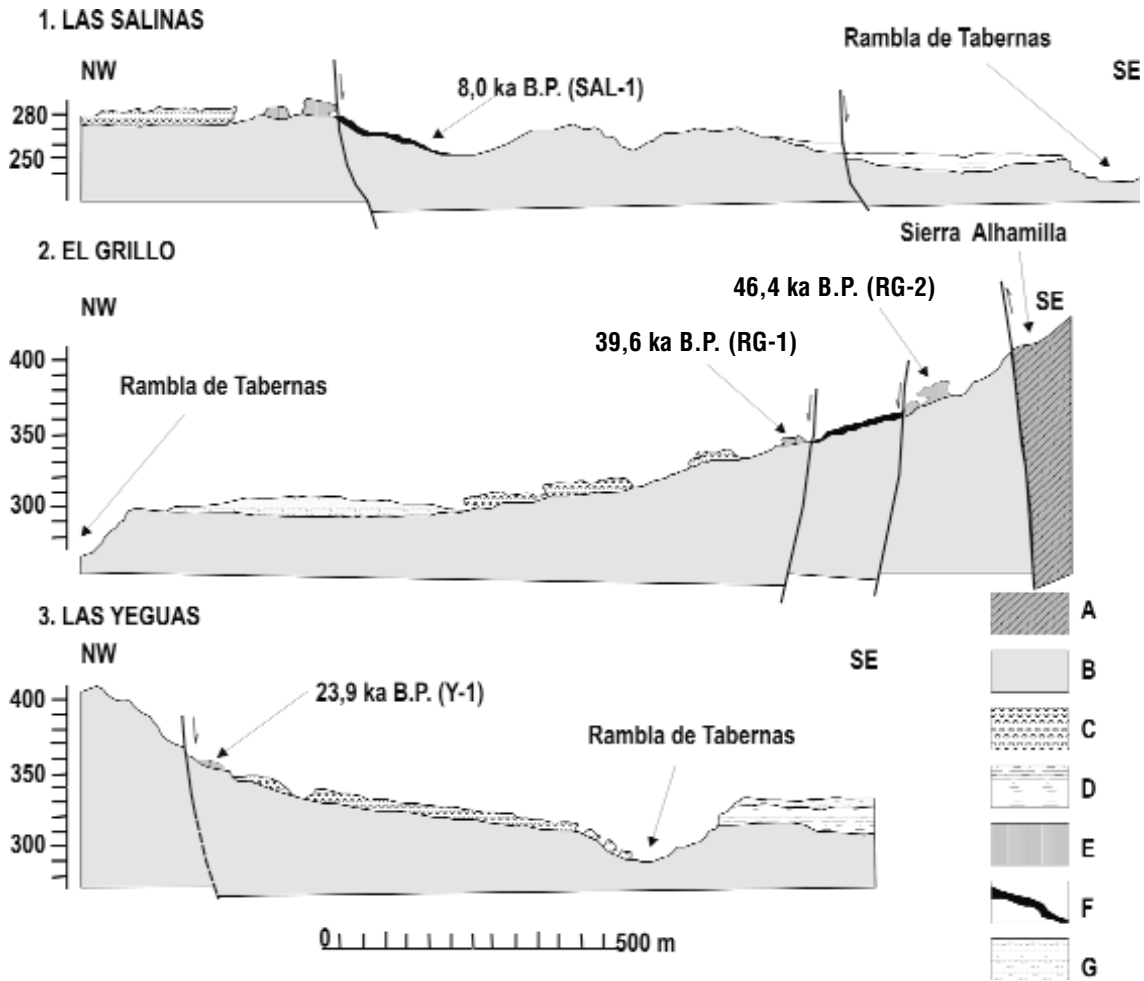 1. LAS SALINAS
Rambla de Tabernas
NW
SE
8,0 ka B.P. (SAL-1)
280
250
2. EL GRILLO
Sierra Alhamilla
46,4 ka B.P. (RG-2)
NW
SE
39,6 ka B.P. (RG-1)
400
Rambla de Tabernas
350
300
3. LAS YEGUAS
NW
SE
400
23,9 ka B.P. (Y-1)
Rambla de Tabernas
350
300
A
B
C
D
E
F
G
0
500 m